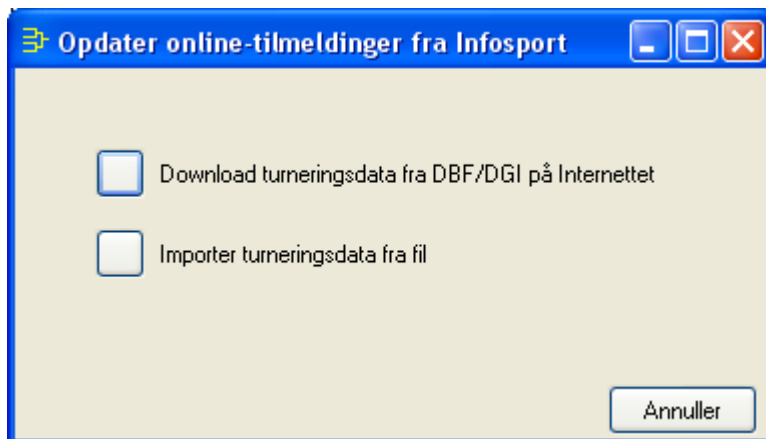 Opdater online-tilmeldinger fra Infosport
Download turneringsdata fra DBF/DGI på Internettet
Importer turneringsdata fra fil
Annuller